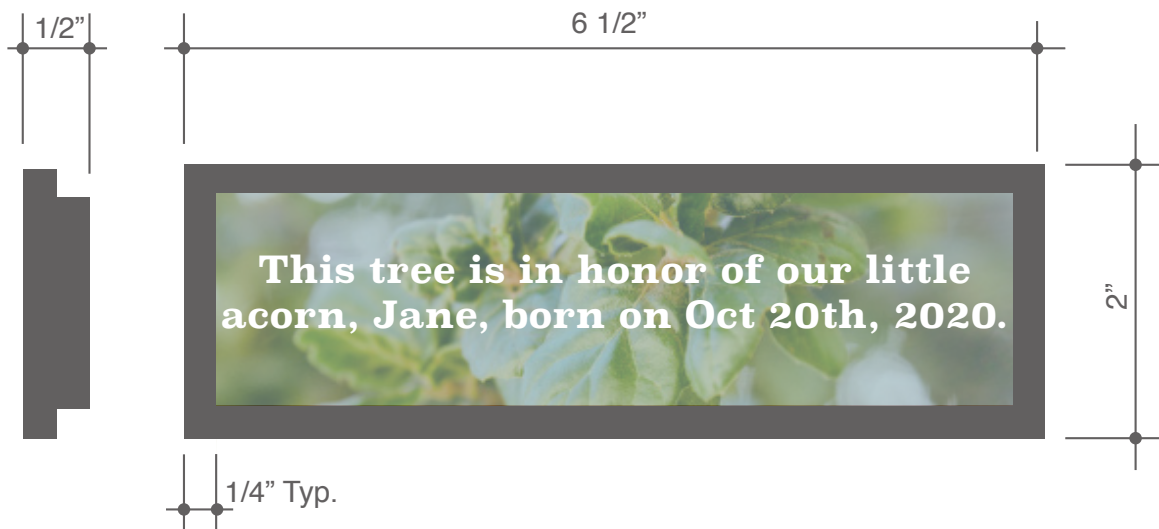 1/2”
6 1/2”
This tree is in honor of our little
acorn, Jane, born on Oct 20th, 2020.
2”
1/4” Typ.